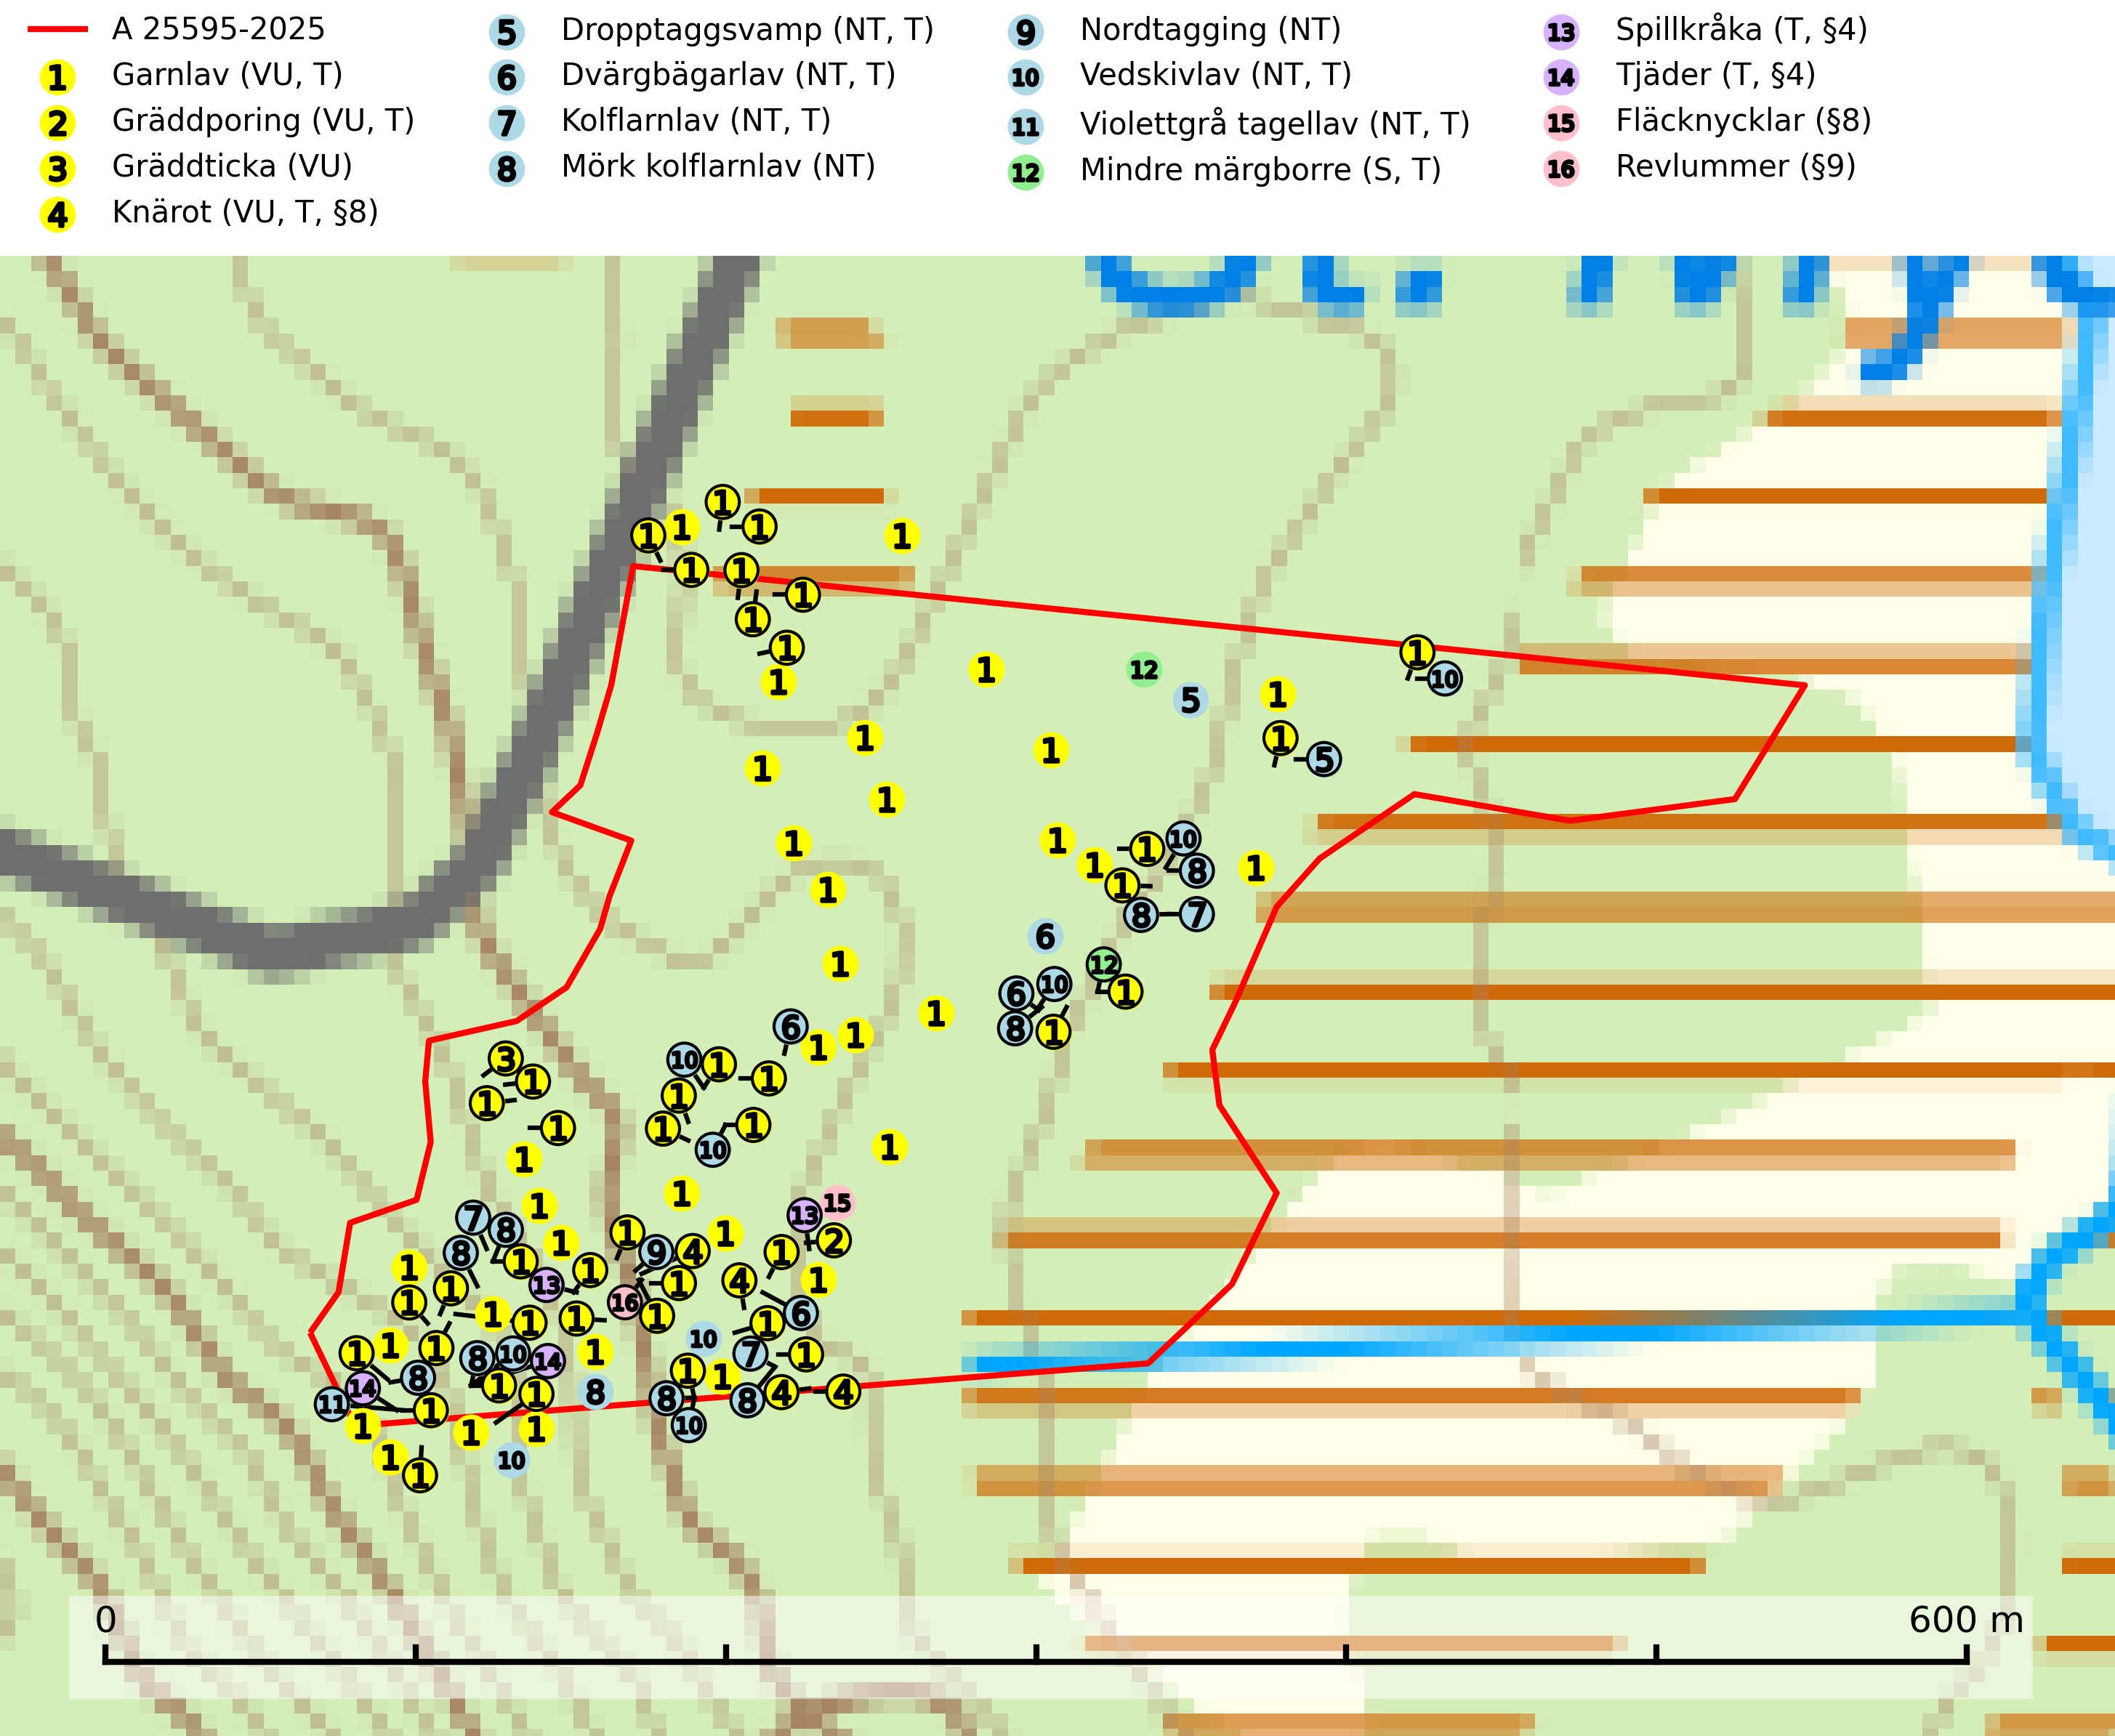 A 25595-2025
1 Garnlav (VU, T)
2 Gräddporing (VU, T)
3 Gräddticka (VU)
4 Knärot (VU, T, §8)
5 Dropptaggsvamp (NT, T)
6 Dvärgbägarlav (NT, T)
7 Kolflarnlav (NT, T)
8 Mörk kolflarnlav (NT)
9 Nordtagging (NT)
10 Vedskivlav (NT, T)
11 Violettgrå tagellav (NT, T)
12 Mindre märgborre (S, T)
13 Spillkråka (T, §4)
14 Tjäder (T, §4)
15 Fläcknycklar (§8)
16 Revlummer (§9)
0 600 m